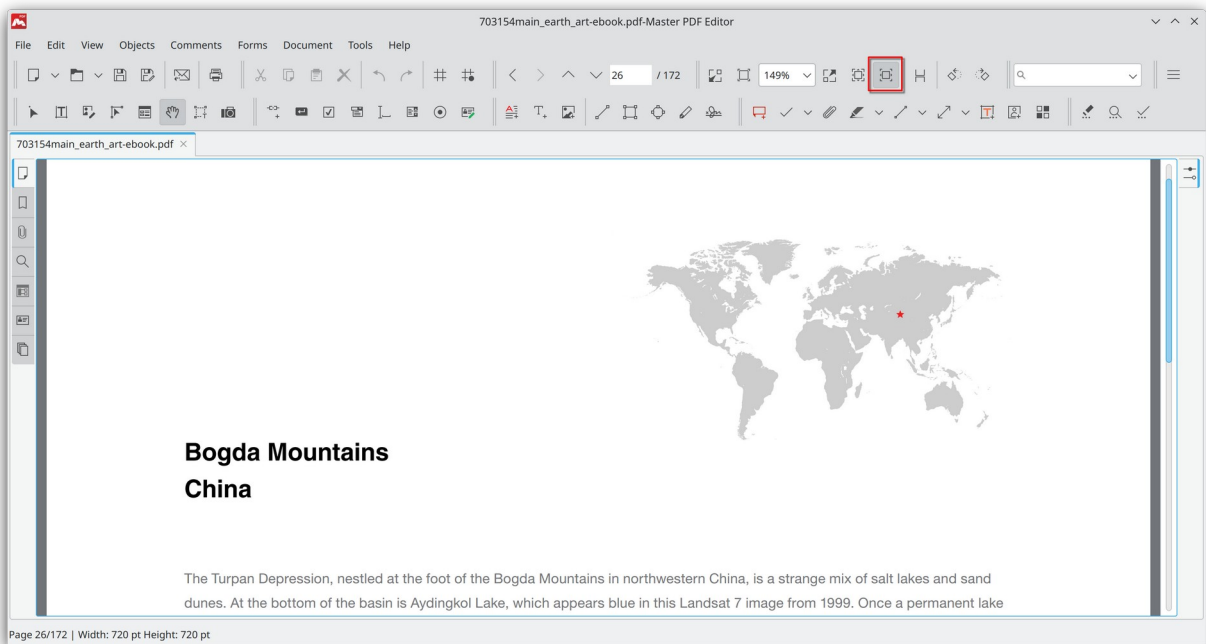 703154main_earth_art-ebook.pdf-Master PDF Editor
File Edit View Objects Comments Forms Document Tools Help
26 / 172 149%
703154main_earth_art-ebook.pdf
Bogda Mountains
China
The Turpan Depression, nestled at the foot of the Bogda Mountains in northwestern China, is a strange mix of salt lakes and sand
dunes. At the bottom of the basin is Aydingkol Lake, which appears blue in this Landsat 7 image from 1999. Once a permanent lake
Page 26/172 | Width: 720 pt Height: 720 pt